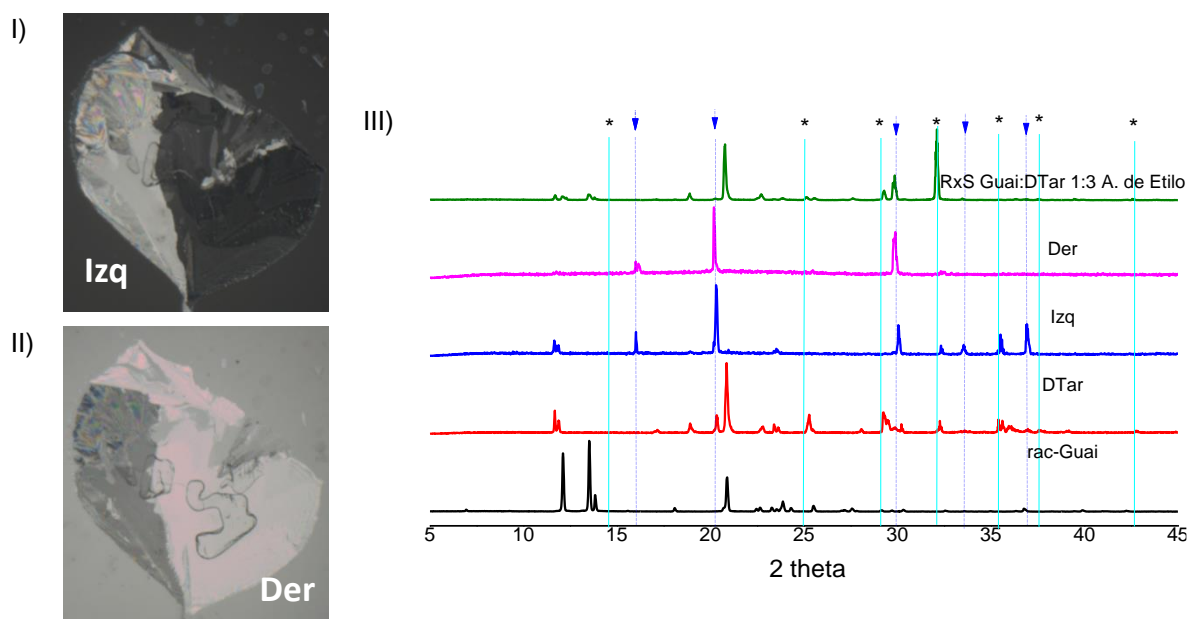 I)
Izq
II)
Der
III)
* * * * * * *
RxS Guai:DTar 1:3 A. de Etilo
Der
Izq
DTar
rac-Guai
5 10 15 20 25 30 35 40 45
2 theta